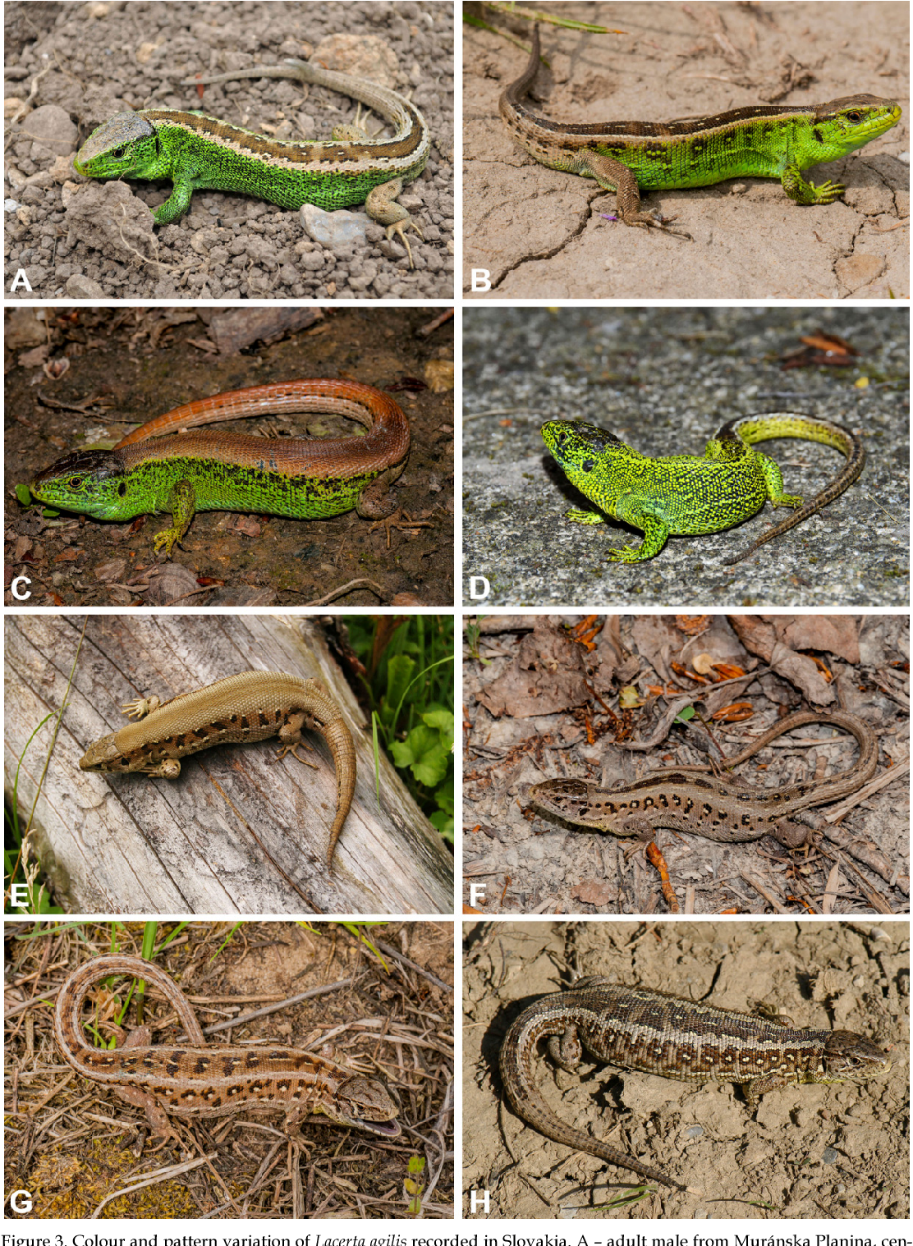 A
B
C
D
E
F
G
H
Figure 3. Colour and pattern variation of Lacerta agilis recorded in Slovakia. A – adult male from Muránska Planina, cen-